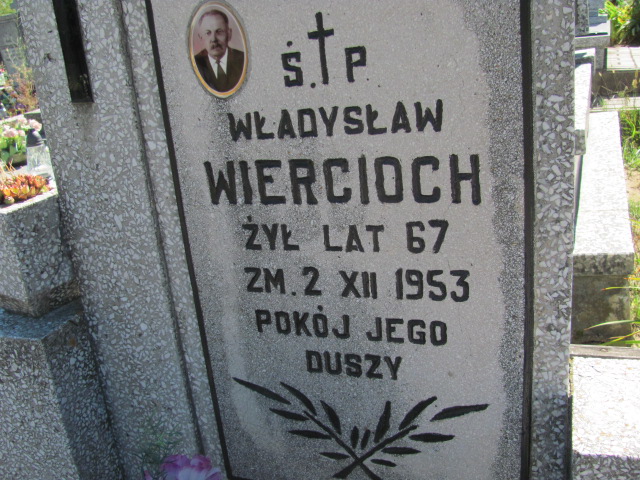 Ś.P.
WŁADYSŁAW
WIERCIOCH
ŻYŁ LAT 67
ZM. 2 XII 1953
POKÓJ JEGO
DUSZY